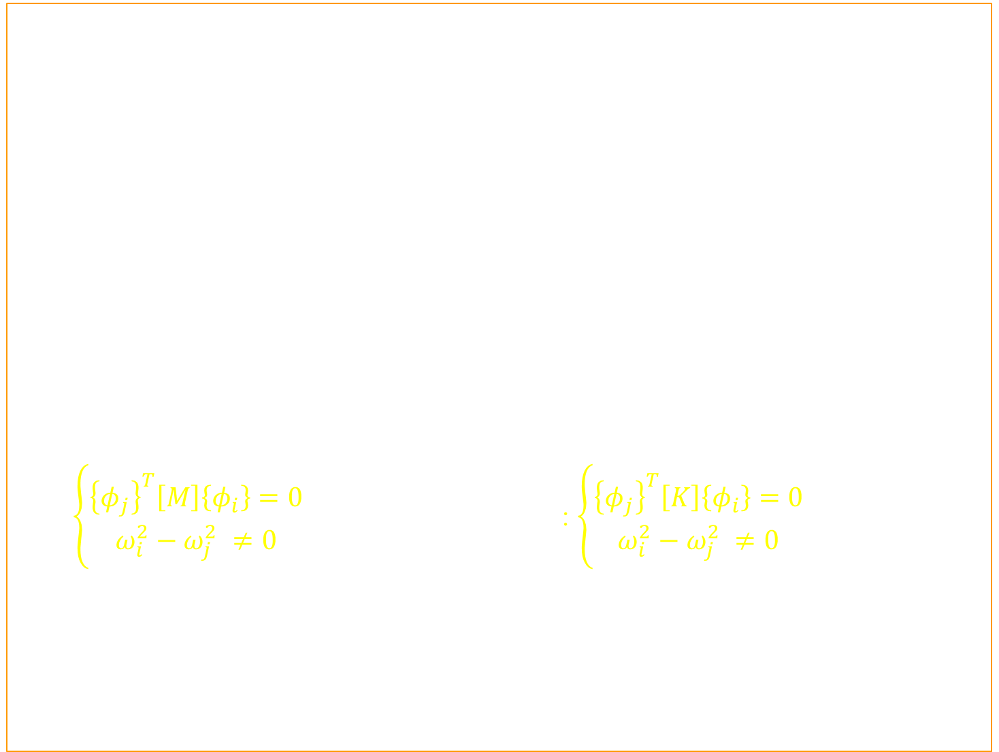 { {ϕ_j}^T [M]{ϕ_i} = 0
ω_i^2 − ω_j^2 ≠ 0
: { {ϕ_j}^T [K]{ϕ_i} = 0
ω_i^2 − ω_j^2 ≠ 0